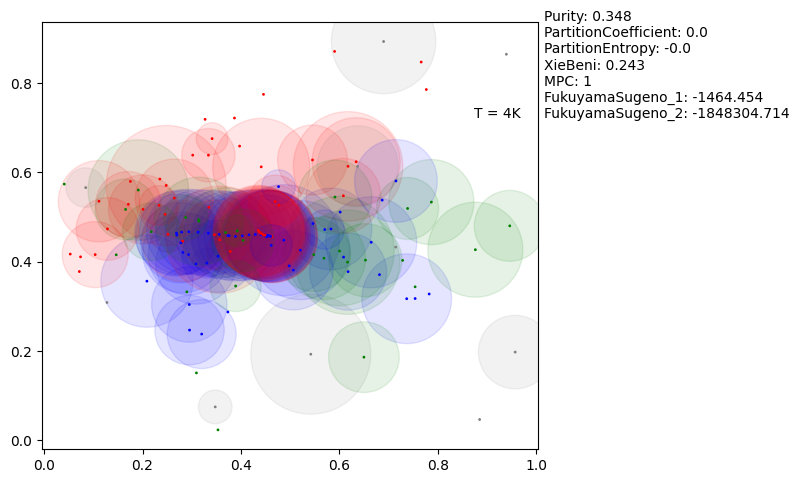 Purity: 0.348
PartitionCoefficient: 0.0
PartitionEntropy: -0.0
XieBeni: 0.243
MPC: 1
FukuyamaSugeno_1: -1464.454
FukuyamaSugeno_2: -1848304.714
T = 4K
0.8
0.6
0.4
0.2
0.0
0.0 0.2 0.4 0.6 0.8 1.0